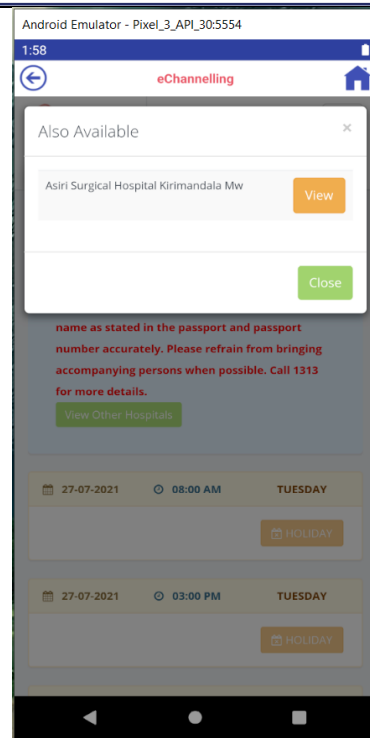 Android Emulator - Pixel_3_API_30:5554
1:58
eChannelling
Also Available
×
Asiri Surgical Hospital Kirimandala Mw
View
Close
name as stated in the passport and passport
number accurately. Please refrain from bringing
accompanying persons when possible. Call 1313
for more details.
View Other Hospitals
27-07-2021 08:00 AM TUESDAY
HOLIDAY
27-07-2021 03:00 PM TUESDAY
HOLIDAY